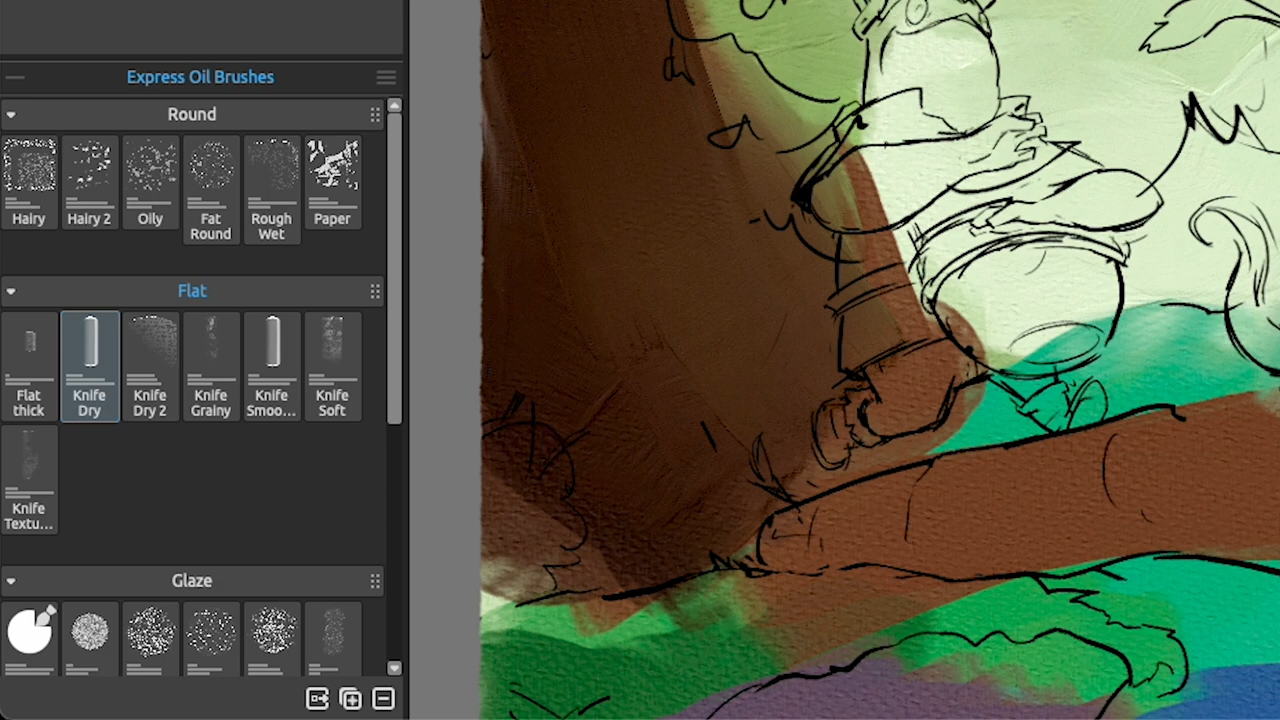 Express Oil Brushes
Round
Hairy
Hairy 2
Oily
Fat
Round
Rough
Wet
Paper
Flat
Flat
thick
Knife
Dry
Knife
Dry 2
Knife
Grainy
Knife
Smoo...
Knife
Soft
Knife
Textu...
Glaze